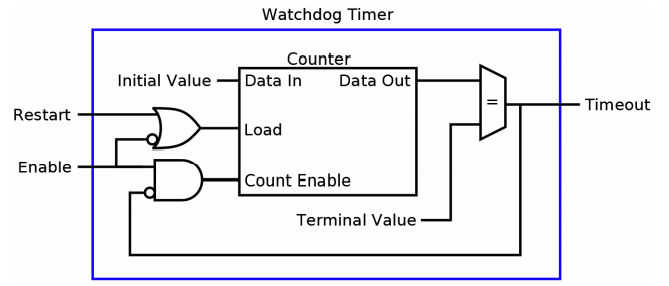 Watchdog Timer
Counter
Initial Value
Data In
Data Out
=
Restart
Timeout
Load
Enable
Count Enable
Terminal Value